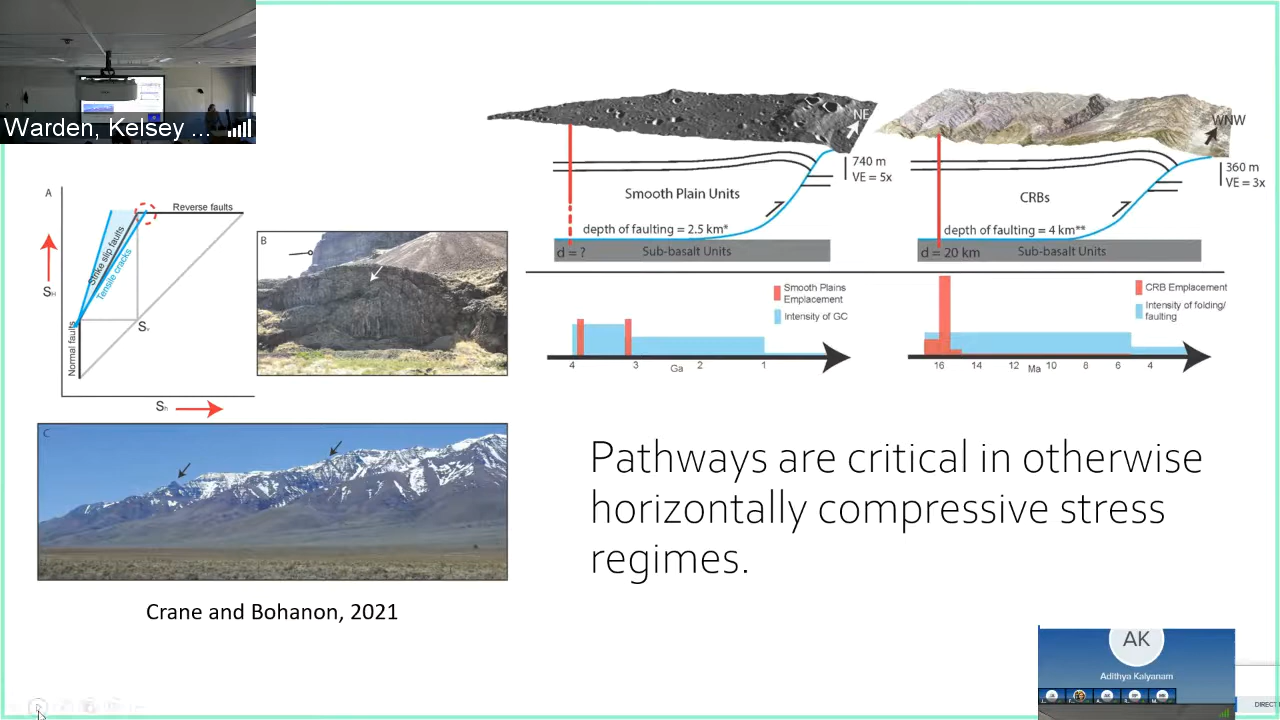 Warden, Kelsey ...
A
Reverse faults
Strike slip faults
Tensile cracks
SH
Sv
Normal faults
Sh
B
C
Crane and Bohanon, 2021
NE
740 m
VE = 5x
Smooth Plain Units
depth of faulting = 2.5 km*
d = ?
Sub-basalt Units
WNW
360 m
VE = 3x
CRBs
depth of faulting = 4 km**
d = 20 km
Sub-basalt Units
Smooth Plains
Emplacement
Intensity of GC
4 3 2 1
Ga
CRB Emplacement
Intensity of folding/
faulting
16 14 12 10 8 6 4
Ma
Pathways are critical in otherwise
horizontally compressive stress
regimes.
AK
Adithya Kalyanam
DIRECT